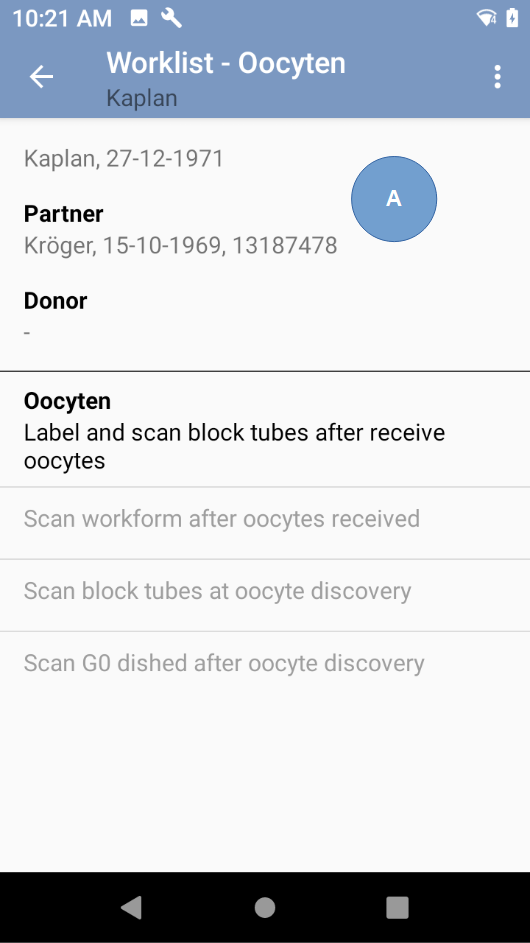 10:21 AM
Worklist - Oocyten
Kaplan
Kaplan, 27-12-1971
A
Partner
Kröger, 15-10-1969, 13187478
Donor
-
Oocyten
Label and scan block tubes after receive
oocytes
Scan workform after oocytes received
Scan block tubes at oocyte discovery
Scan G0 dished after oocyte discovery